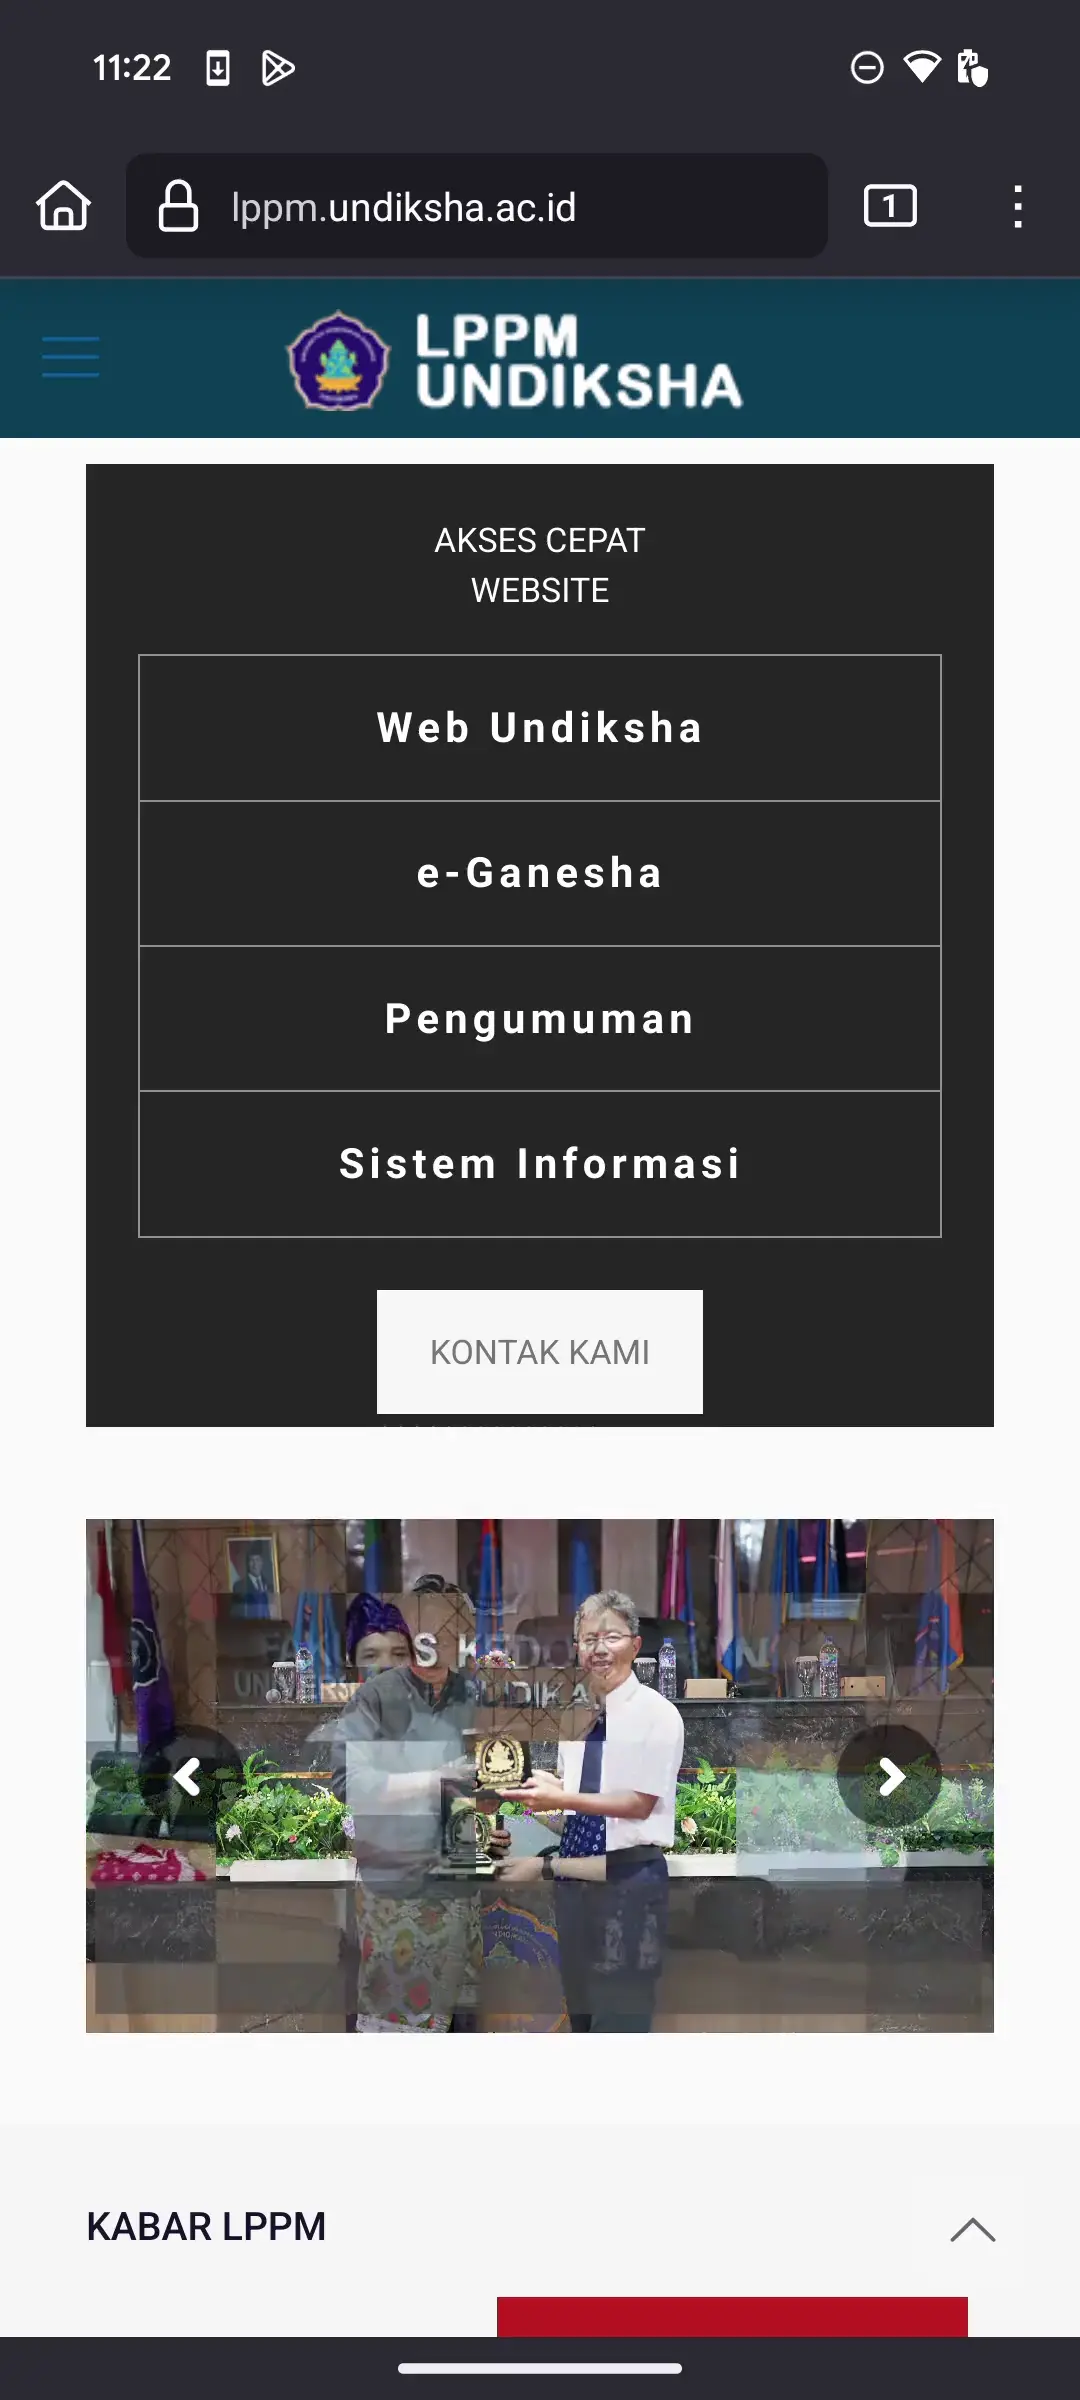 11:22
lppm.undiksha.ac.id
1
LPPM
UNDIKSHA
AKSES CEPAT
WEBSITE
Web Undiksha
e-Ganesha
Pengumuman
Sistem Informasi
KONTAK KAMI
KABAR LPPM